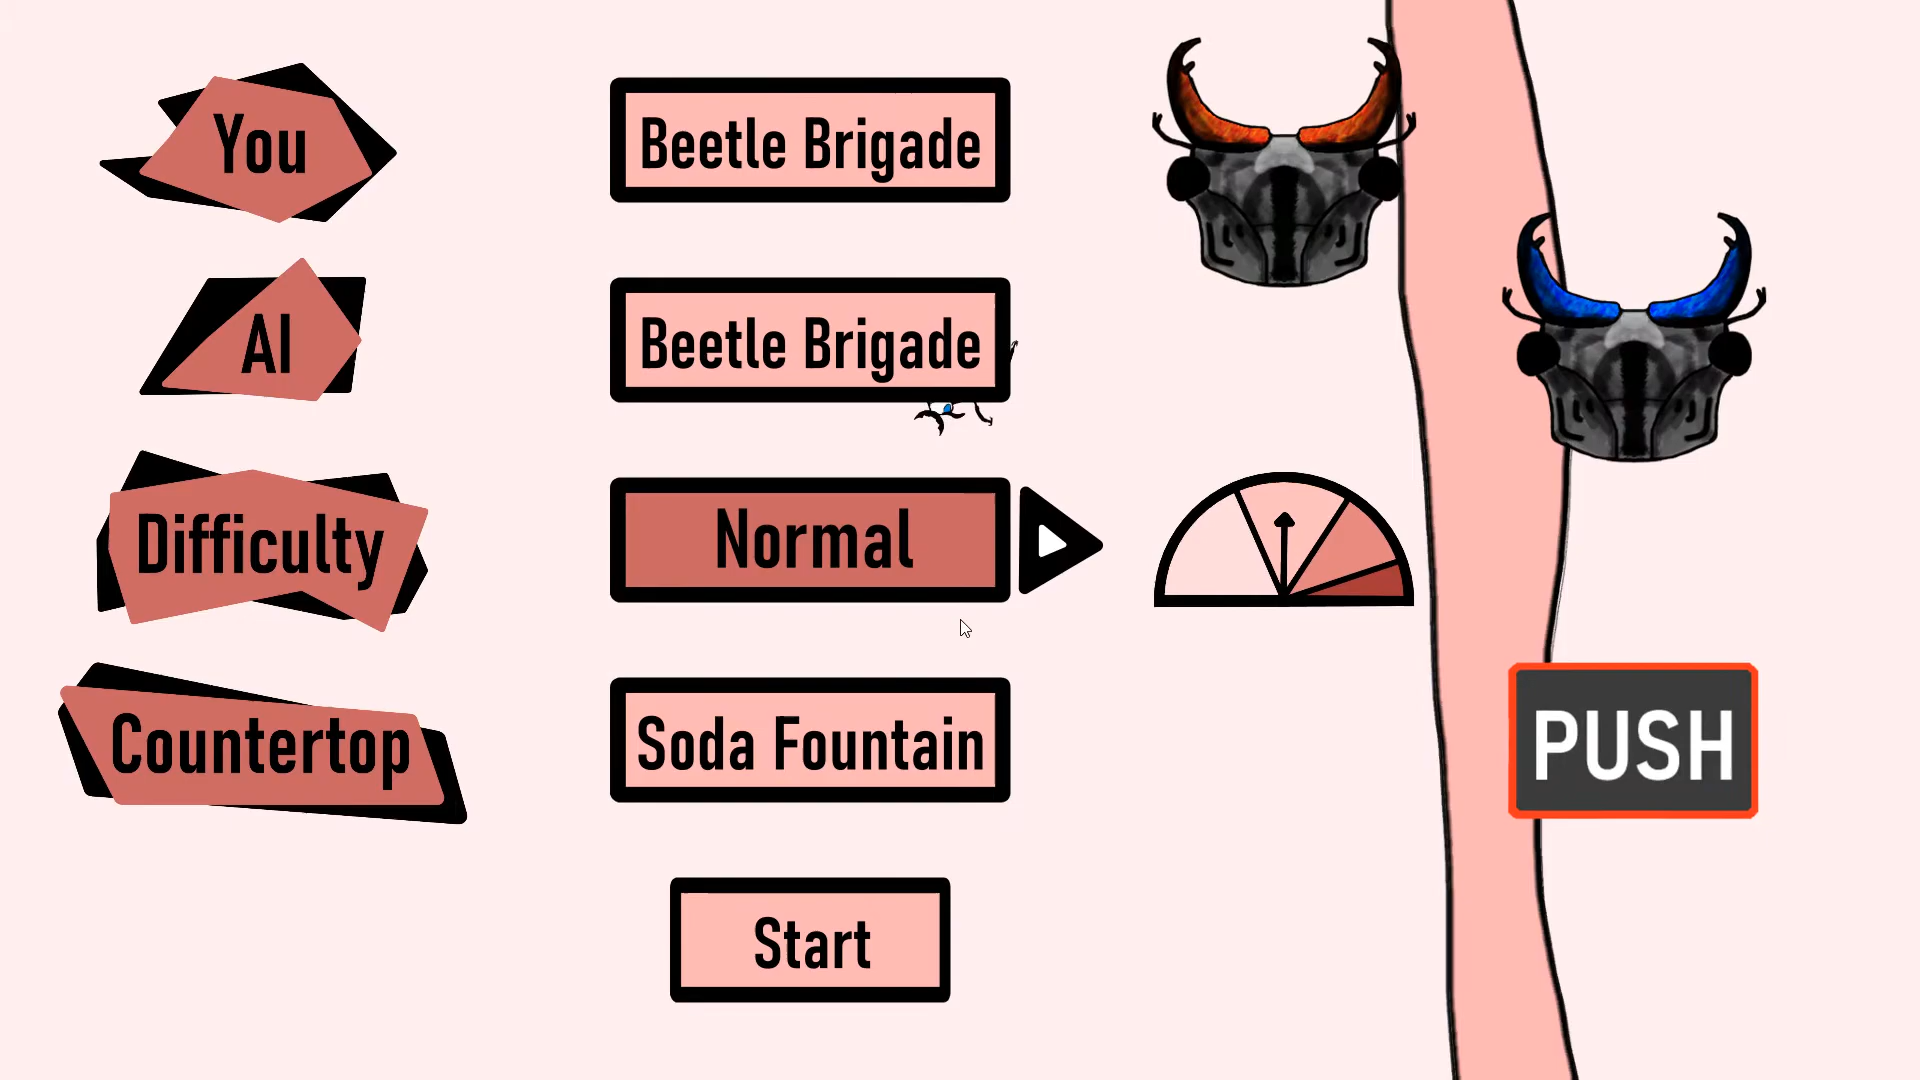 You
Beetle Brigade
AI
Beetle Brigade
Difficulty
Normal
Countertop
Soda Fountain
PUSH
Start